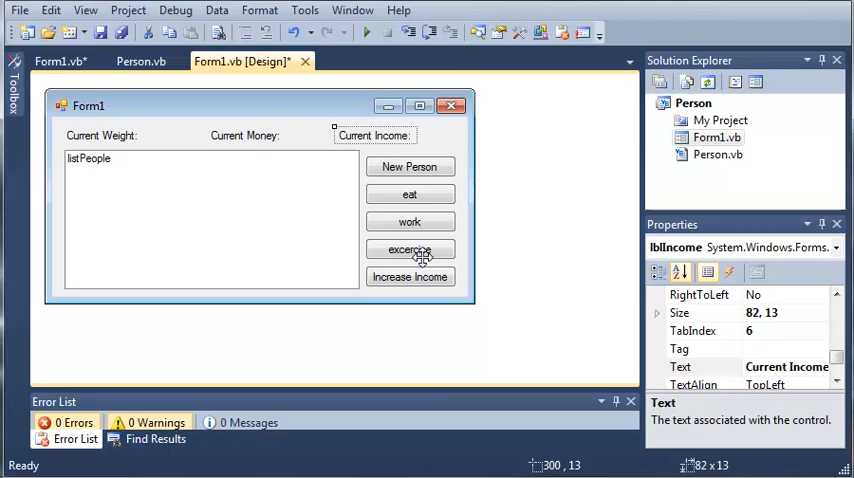 File Edit View Project Debug Data Format Tools Window Help
Form1.vb* Person.vb Form1.vb [Design]*
Toolbox
Form1
Current Weight: Current Money: Current Income:
listPeople
New Person
eat
work
excercise
Increase Income
Error List
0 Errors 0 Warnings 0 Messages
Error List Find Results
Solution Explorer
Person
My Project
Form1.vb
Person.vb
Properties
lblIncome System.Windows.Forms.
RightToLeft No
Size 82, 13
TabIndex 6
Tag
Text Current Income
TextAlign TopLeft
Text
The text associated with the control.
Ready 300 , 13 82 x 13